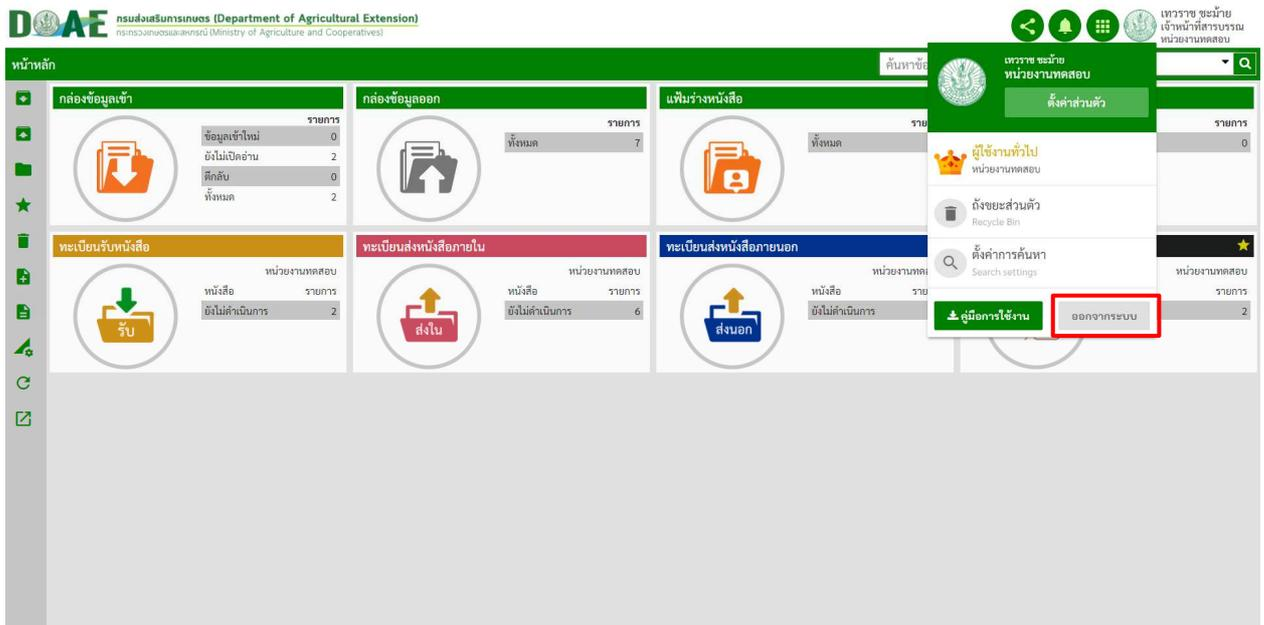 DOAE
กรมส่งเสริมการเกษตร (Department of Agricultural Extension)
กระทรวงเกษตรและสหกรณ์ (Ministry of Agriculture and Cooperatives)
เทวราช ชะม้าย
เจ้าหน้าที่สารบรรณ
หน่วยงานทดสอบ
หน้าหลัก
ค้นหาข้อ
เทวราช ชะม้าย
หน่วยงานทดสอบ
ตั้งค่าส่วนตัว
ผู้ใช้งานทั่วไป
หน่วยงานทดสอบ
ถังขยะส่วนตัว
Recycle Bin
ตั้งค่าการค้นหา
Search settings
คู่มือการใช้งาน
ออกจากระบบ
กล่องข้อมูลเข้า
รายการ
ข้อมูลเข้าใหม่ 0
ยังไม่เปิดอ่าน 2
ตีกลับ 0
ทั้งหมด 2
กล่องข้อมูลออก
รายการ
ทั้งหมด 7
แฟ้มร่างหนังสือ
ราย
ทั้งหมด
รายการ
0
ทะเบียนรับหนังสือ
หน่วยงานทดสอบ
หนังสือ รายการ
ยังไม่ดำเนินการ 2
รับ
ทะเบียนส่งหนังสือภายใน
หน่วยงานทดสอบ
หนังสือ รายการ
ยังไม่ดำเนินการ 6
ส่งใน
ทะเบียนส่งหนังสือภายนอก
หน่วยงานทด
หนังสือ ราย
ยังไม่ดำเนินการ
ส่งนอก
หน่วยงานทดสอบ
รายการ
2